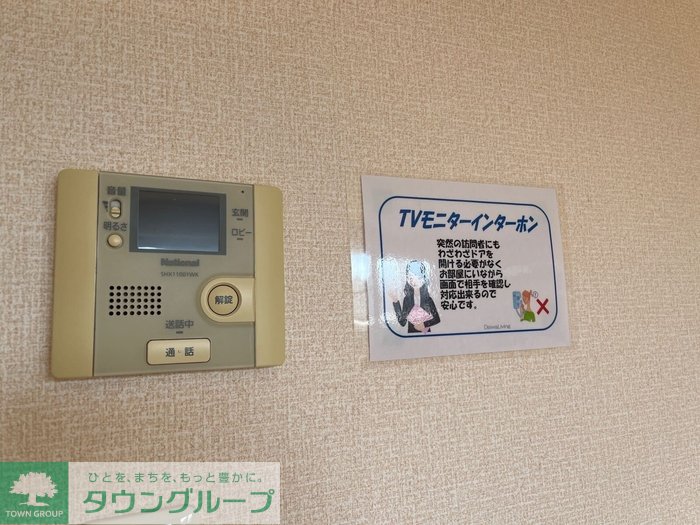 音量
明るさ
玄関
ロビー
National
解錠
送話中
通話
TVモニターインターホン
突然の訪問者にも
わざわざドアを
開ける必要がなく
お部屋にいながら
画面で相手を確認し
対応出来るので
安心です。
DaiwaLiving
TOWN GROUP
ひとを、まちを、もっと豊かに。
タウングループ